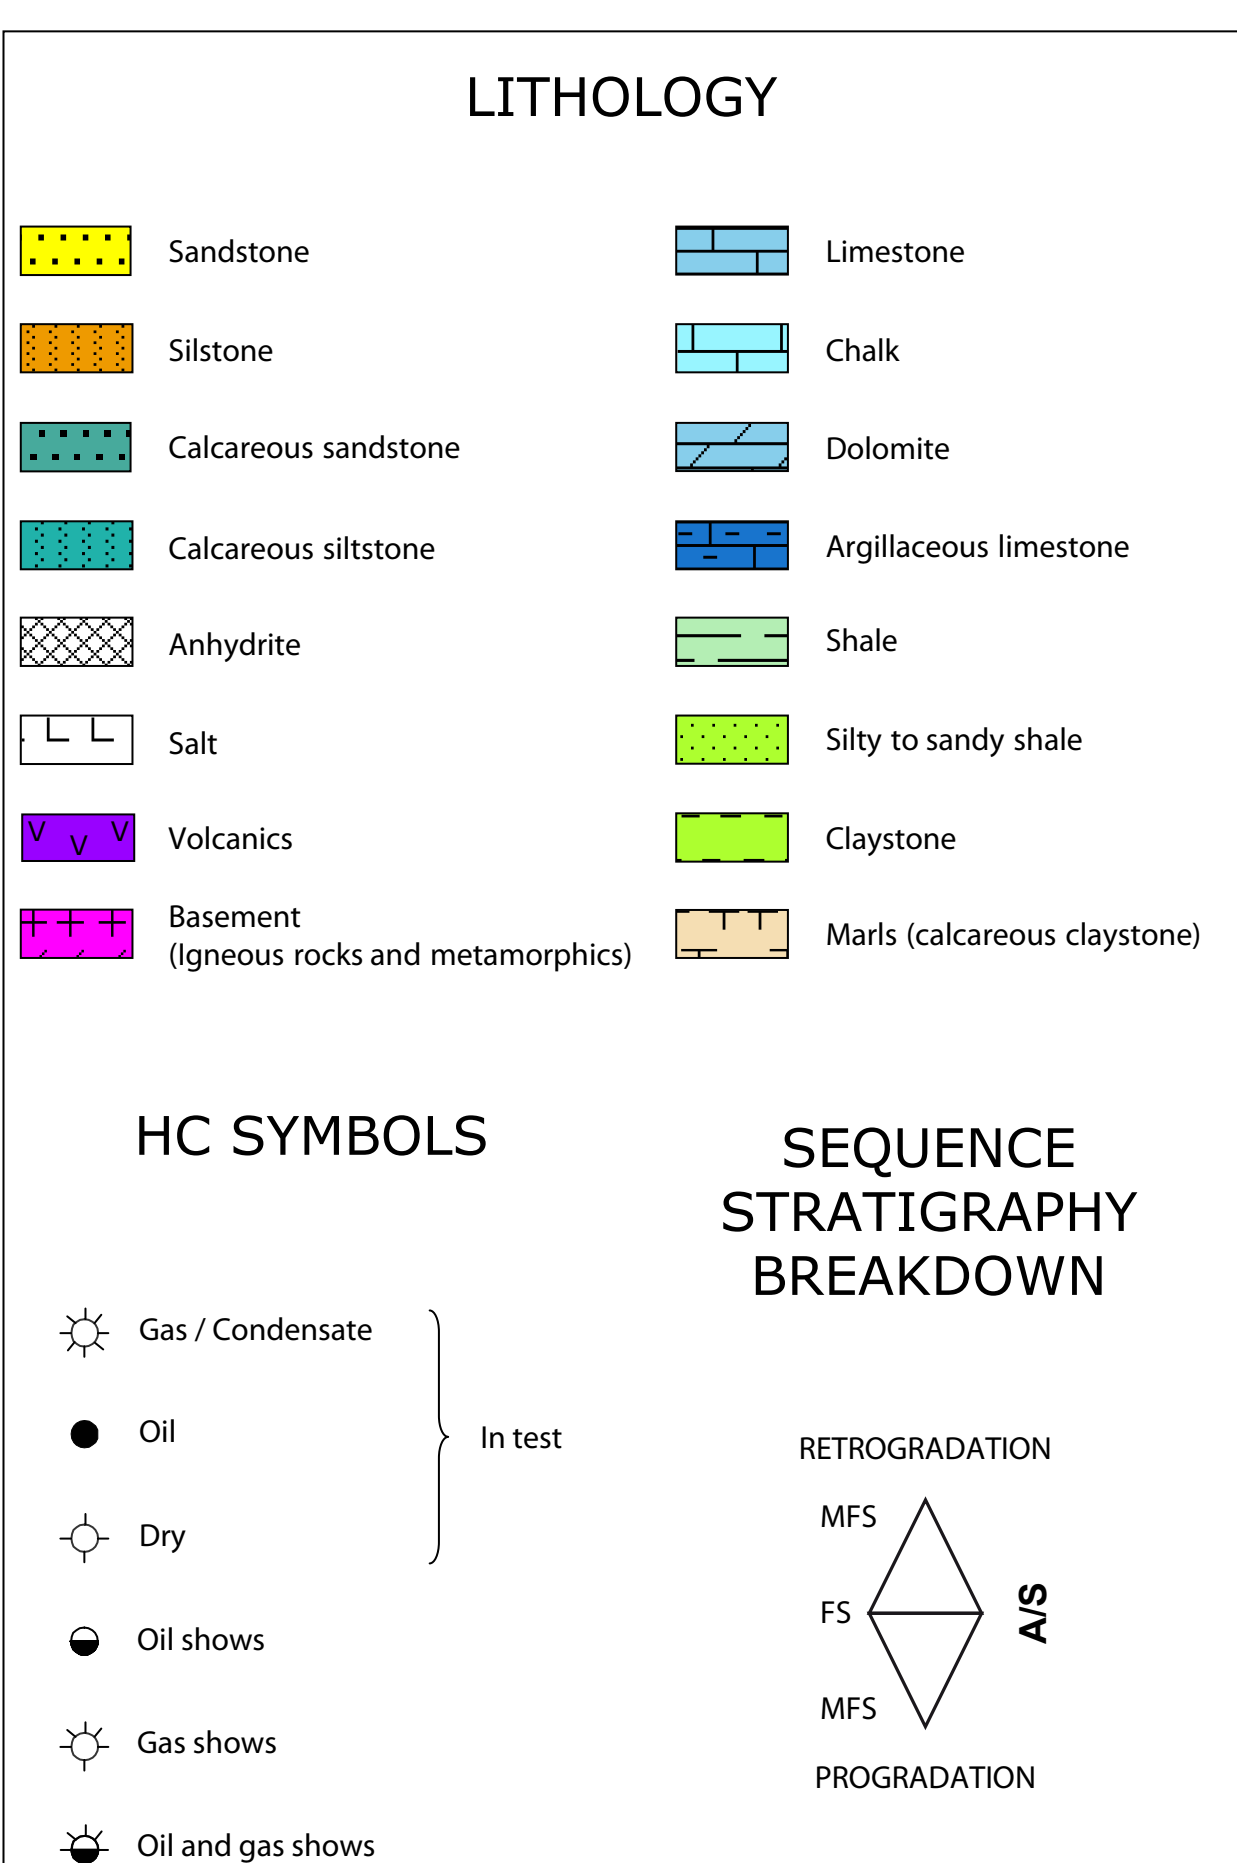 LITHOLOGY
Sandstone
Silstone
Calcareous sandstone
Calcareous siltstone
Anhydrite
Salt
V V V
Volcanics
Basement
(Igneous rocks and metamorphics)
Limestone
Chalk
Dolomite
Argillaceous limestone
Shale
Silty to sandy shale
Claystone
Marls (calcareous claystone)
HC SYMBOLS
Gas / Condensate
Oil
Dry
In test
Oil shows
Gas shows
Oil and gas shows
SEQUENCE
STRATIGRAPHY
BREAKDOWN
RETROGRADATION
MFS
FS
A/S
MFS
PROGRADATION